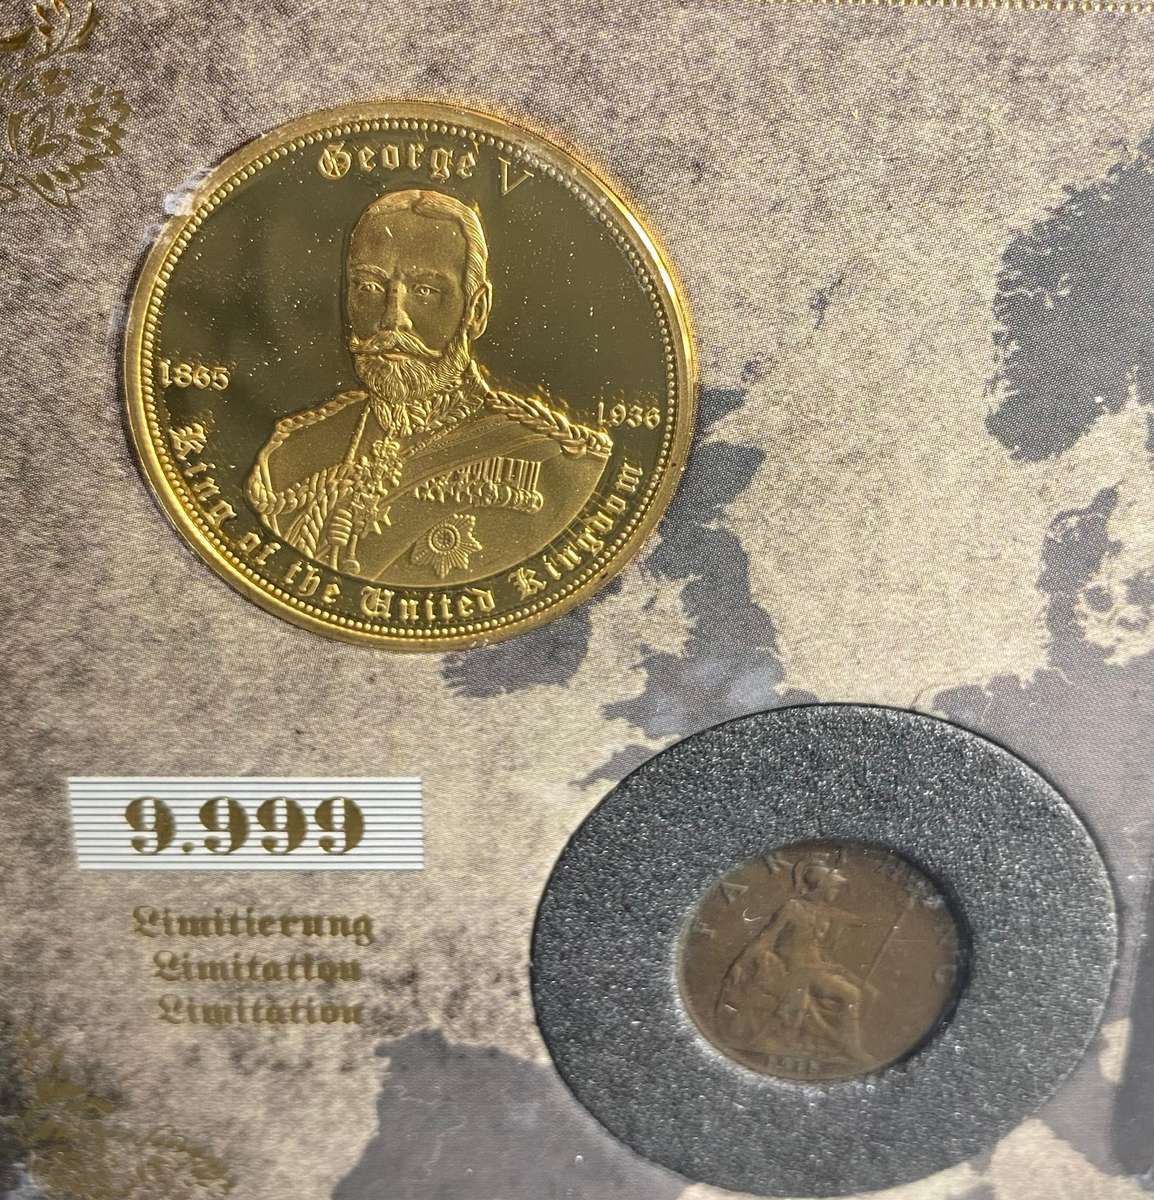 George V
1865
1936
King of the United Kingdom
9.999
Limitierung
Limitation
Limitation
FARTHING